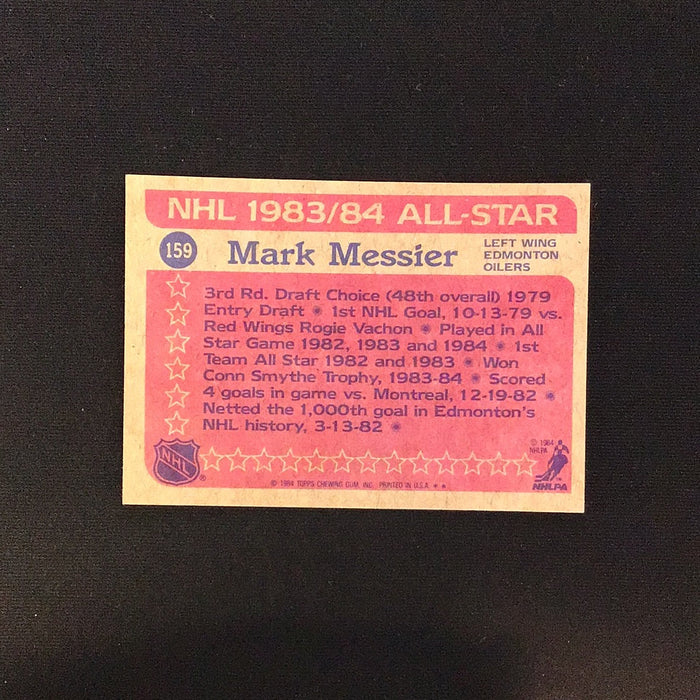 NHL 1983/84 ALL-STAR
159
Mark Messier
LEFT WING
EDMONTON
OILERS
3rd Rd. Draft Choice (48th overall) 1979
Entry Draft * 1st NHL Goal, 10-13-79 vs.
Red Wings Rogie Vachon * Played in All
Star Game 1982, 1983 and 1984 * 1st
Team All Star 1982 and 1983 * Won
Conn Smythe Trophy, 1983-84 * Scored
4 goals in game vs. Montreal, 12-19-82 *
Netted the 1,000th goal in Edmonton's
NHL history, 3-13-82 *
NHL
®
© 1984
NHLPA
NHLPA
© 1984 TOPPS CHEWING GUM, INC. PRINTED IN U.S.A. * *